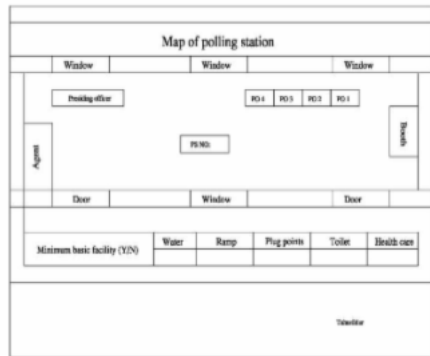 Map of polling station
Window Window Window
Presiding officer PO 4 PO 3 PO 2 PO 1
Booth
Agent
PS NO:
Door Window Door
Minimum basic facility (Y/N) Water Ramp Plug points Toilet Health care
Tahsildar